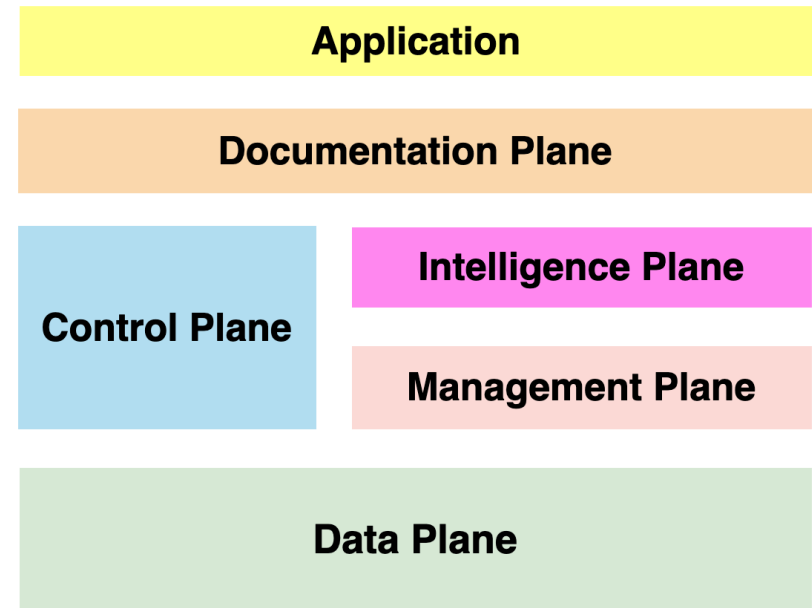 Application
Documentation Plane
Control Plane
Intelligence Plane
Management Plane
Data Plane